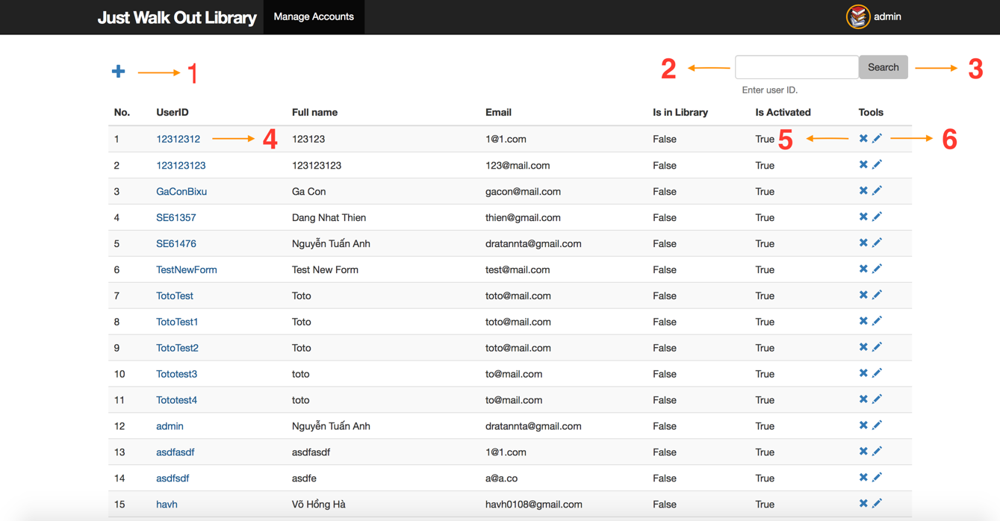 Just Walk Out Library Manage Accounts admin
1 2 Search 3
Enter user ID.
No. UserID Full name Email Is in Library Is Activated Tools
1 12312312 4 123123 1@1.com False True 5 6
2 123123123 123123123 123@mail.com False True
3 GaConBixu Ga Con gacon@mail.com False True
4 SE61357 Dang Nhat Thien thien@gmail.com False True
5 SE61476 Nguyễn Tuấn Anh dratannta@gmail.com False True
6 TestNewForm Test New Form test@mail.com False True
7 TotoTest Toto toto@mail.com False True
8 TotoTest1 Toto toto@mail.com False True
9 TotoTest2 Toto toto@mail.com False True
10 Tototest3 toto to@mail.com False True
11 Tototest4 toto to@mail.com False True
12 admin Nguyễn Tuấn Anh dratannta@gmail.com False True
13 asdfasdf asdfasdf 1@1.com False True
14 asdfsdf asdfe a@a.co False True
15 havh Võ Hồng Hà havh0108@gmail.com False True